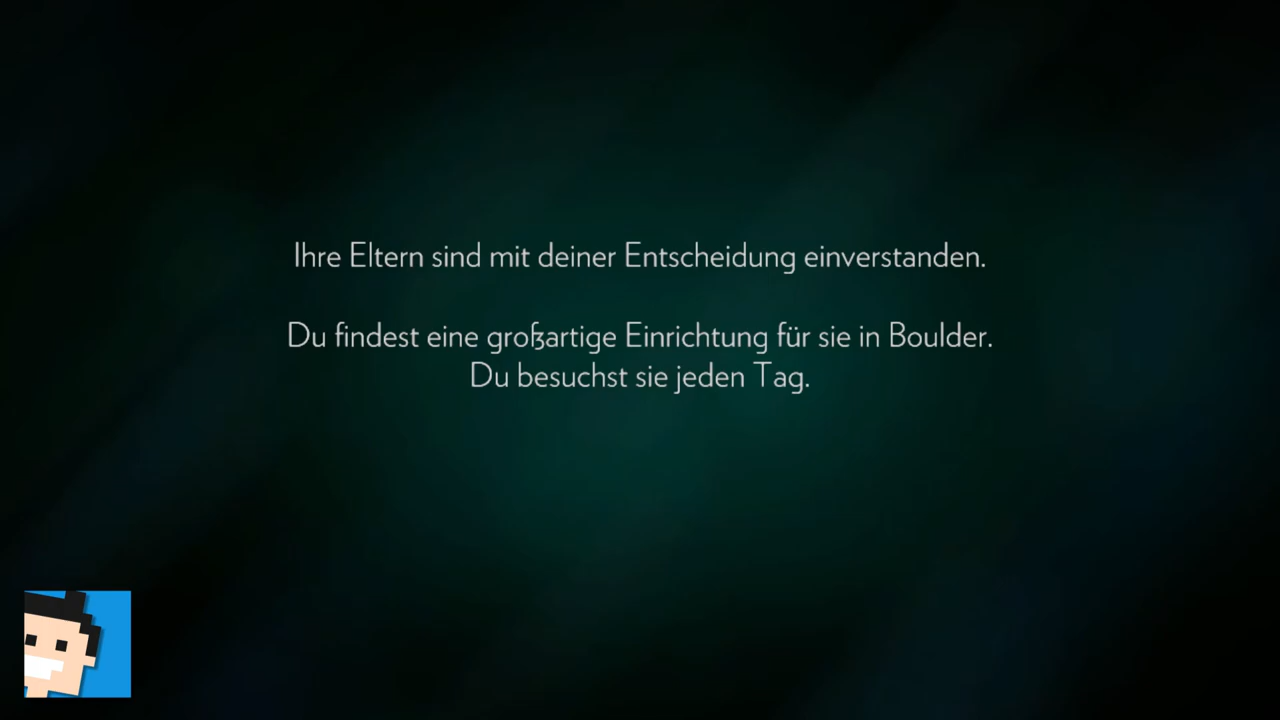 Ihre Eltern sind mit deiner Entscheidung einverstanden.
Du findest eine großartige Einrichtung für sie in Boulder.
Du besuchst sie jeden Tag.